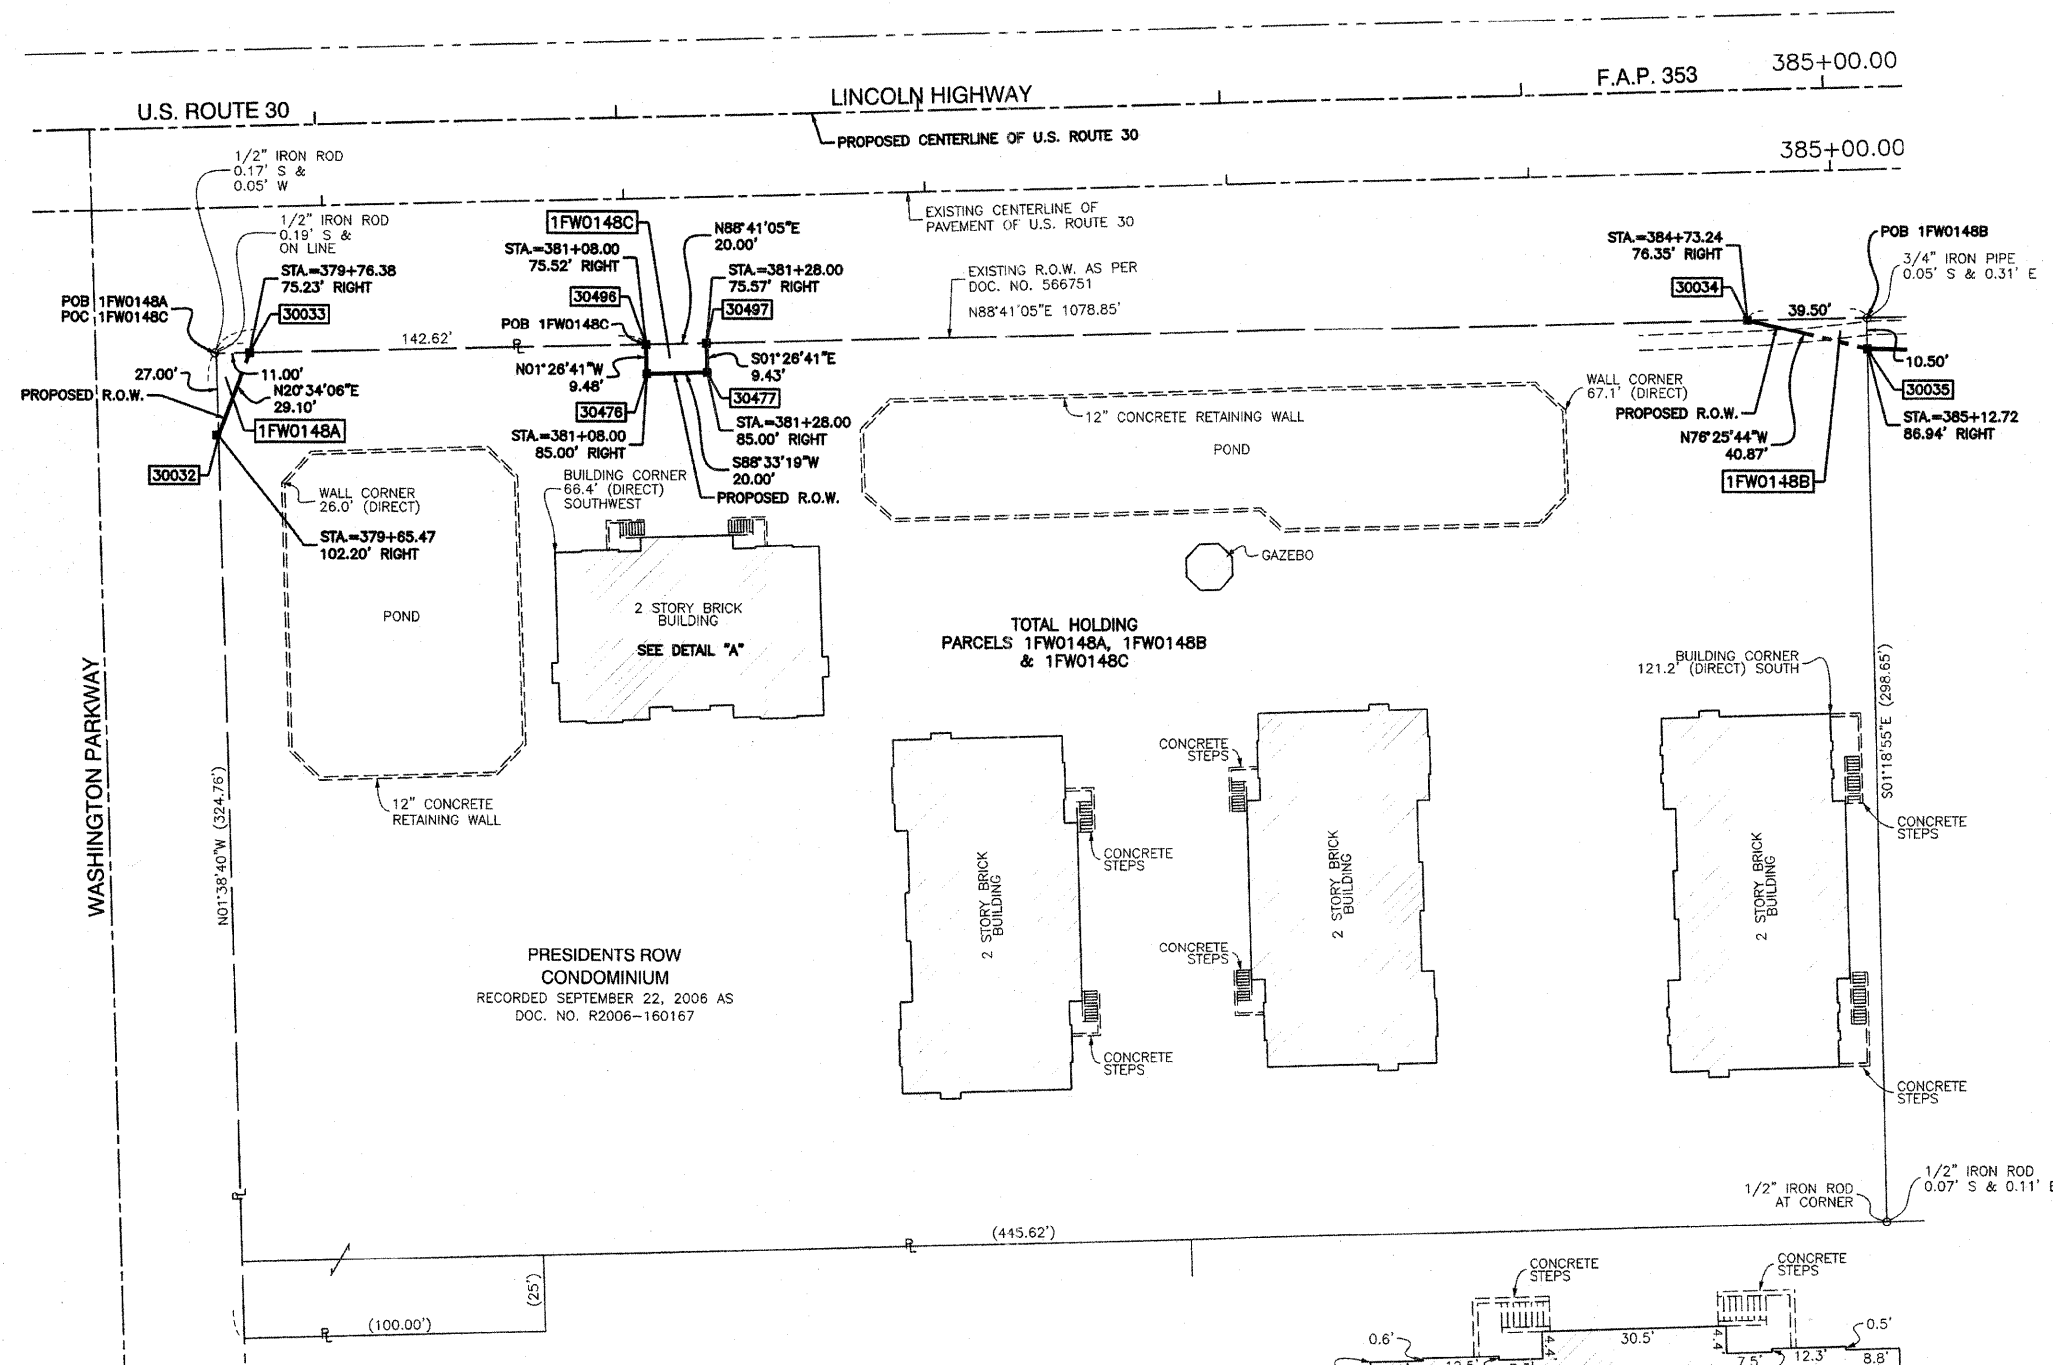 385+00.00
F.A.P. 353
LINCOLN HIGHWAY
U.S. ROUTE 30
PROPOSED CENTERLINE OF U.S. ROUTE 30
385+00.00
1/2" IRON ROD
0.17' S &
0.05' W
1/2" IRON ROD
0.19' S &
ON LINE
EXISTING CENTERLINE OF
PAVEMENT OF U.S. ROUTE 30
1FW0148C
N88°41'05"E
20.00'
STA.=381+08.00
75.52' RIGHT
STA.=381+28.00
75.57' RIGHT
30496
30497
POB 1FW0148C
STA.=379+76.38
75.23' RIGHT
30033
POB 1FW0148A
POC 1FW0148C
142.62'
PL
EXISTING R.O.W. AS PER
DOC. NO. 566751
N88°41'05"E 1078.85'
STA.=384+73.24
76.35' RIGHT
30034
39.50'
POB 1FW0148B
3/4" IRON PIPE
0.05' S & 0.31' E
10.50'
30035
STA.=385+12.72
86.94' RIGHT
27.00'
11.00'
PROPOSED R.O.W.
N20°34'06"E
29.10'
1FW0148A
30032
N01°26'41"W
9.48'
S01°26'41"E
9.43'
30476
30477
STA.=381+08.00
85.00' RIGHT
STA.=381+28.00
85.00' RIGHT
S88°33'19"W
20.00'
PROPOSED R.O.W.
WALL CORNER
67.1' (DIRECT)
PROPOSED R.O.W.
N76°25'44"W
40.87'
1FW0148B
12" CONCRETE RETAINING WALL
POND
WALL CORNER
26.0' (DIRECT)
STA.=379+65.47
102.20' RIGHT
BUILDING CORNER
66.4' (DIRECT)
SOUTHWEST
GAZEBO
POND
2 STORY BRICK
BUILDING
SEE DETAIL "A"
TOTAL HOLDING
PARCELS 1FW0148A, 1FW0148B
& 1FW0148C
BUILDING CORNER
121.2' (DIRECT) SOUTH
S01°18'55"E (298.65')
WASHINGTON PARKWAY
N01°38'40"W (324.76')
12" CONCRETE
RETAINING WALL
CONCRETE
STEPS
CONCRETE
STEPS
CONCRETE
STEPS
2 STORY BRICK
BUILDING
2 STORY BRICK
BUILDING
2 STORY BRICK
BUILDING
CONCRETE
STEPS
CONCRETE
STEPS
CONCRETE
STEPS
PRESIDENTS ROW
CONDOMINIUM
RECORDED SEPTEMBER 22, 2006 AS
DOC. NO. R2006-160167
1/2" IRON ROD
AT CORNER
1/2" IRON ROD
0.07' S & 0.11' E
PL
(445.62')
PL
(25')
PL
(100.00')
CONCRETE
STEPS
CONCRETE
STEPS
0.6'
30.5'
4.4'
4.4'
0.5'
7.5'
12.3'
8.8'